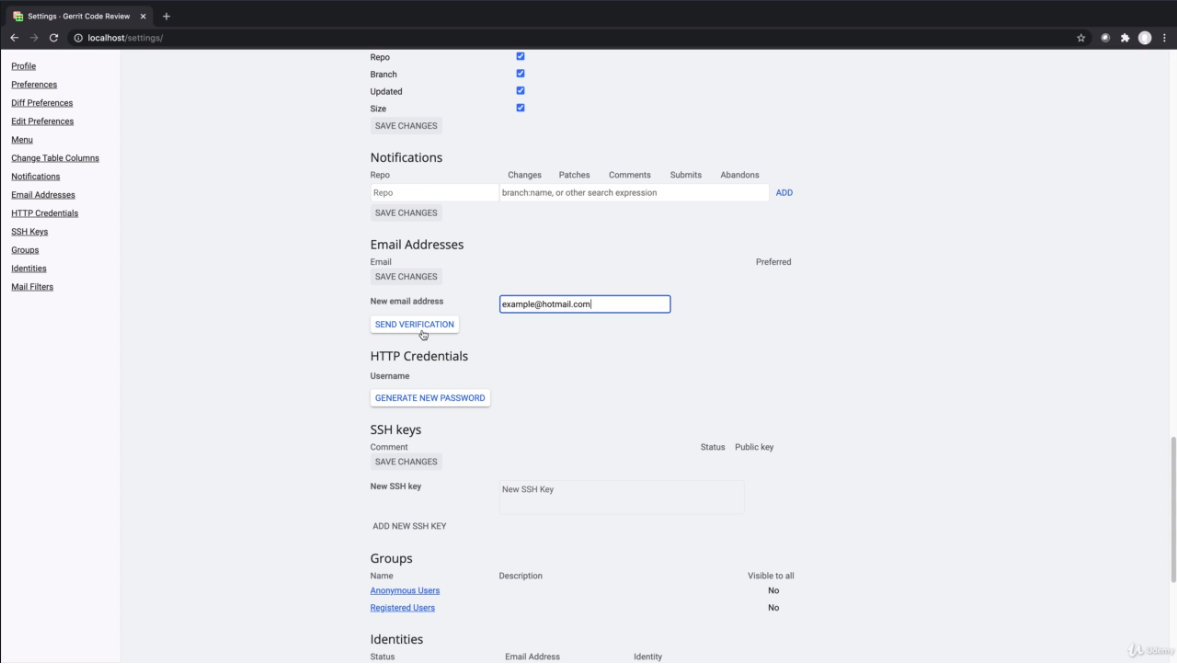 Settings · Gerrit Code Review
localhost/settings/
Profile
Preferences
Diff Preferences
Edit Preferences
Menu
Change Table Columns
Notifications
Email Addresses
HTTP Credentials
SSH Keys
Groups
Identities
Mail Filters
Repo
Branch
Updated
Size
SAVE CHANGES
Notifications
Repo Changes Patches Comments Submits Abandons
Repo branch:name, or other search expression ADD
SAVE CHANGES
Email Addresses
Email Preferred
SAVE CHANGES
New email address example@hotmail.com
SEND VERIFICATION
HTTP Credentials
Username
GENERATE NEW PASSWORD
SSH keys
Comment Status Public key
SAVE CHANGES
New SSH key New SSH Key
ADD NEW SSH KEY
Groups
Name Description Visible to all
Anonymous Users No
Registered Users No
Identities
Status Email Address Identity
Udemy